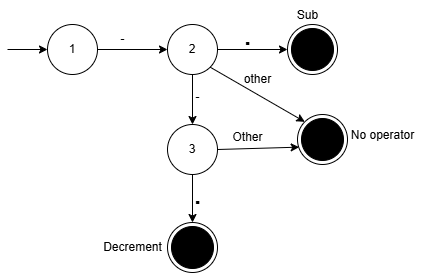 Sub
1
-
2
.
other
-
No operator
3
Other
.
Decrement